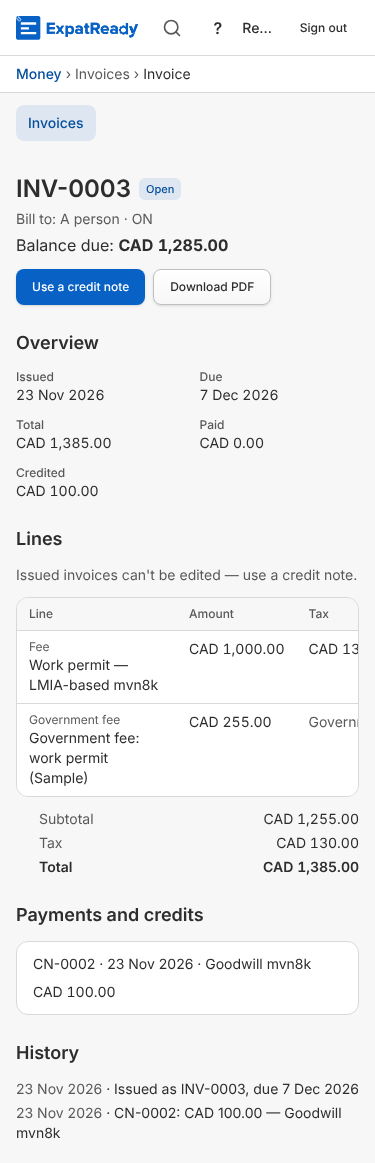 ExpatReady
? Re... Sign out
Money › Invoices › Invoice
Invoices
INV-0003 Open
Bill to: A person · ON
Balance due: CAD 1,285.00
Use a credit note Download PDF
Overview
Issued Due
23 Nov 2026 7 Dec 2026
Total Paid
CAD 1,385.00 CAD 0.00
Credited
CAD 100.00
Lines
Issued invoices can't be edited — use a credit note.
Line Amount Tax
Fee
Work permit — CAD 1,000.00 CAD 13
LMIA-based mvn8k
Government fee
Government fee: CAD 255.00 Govern
work permit
(Sample)
Subtotal CAD 1,255.00
Tax CAD 130.00
Total CAD 1,385.00
Payments and credits
CN-0002 · 23 Nov 2026 · Goodwill mvn8k
CAD 100.00
History
23 Nov 2026 · Issued as INV-0003, due 7 Dec 2026
23 Nov 2026 · CN-0002: CAD 100.00 — Goodwill
mvn8k